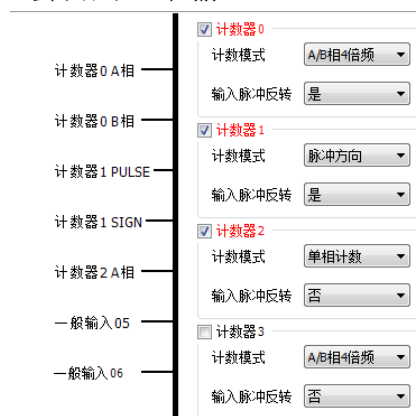 计数器0 A相
计数器0 B相
计数器1 PULSE
计数器1 SIGN
计数器2 A相
一般输入05
一般输入06
计数器0
计数模式 A/B相4倍频
输入脉冲反转 是
计数器1
计数模式 脉冲方向
输入脉冲反转 是
计数器2
计数模式 单相计数
输入脉冲反转 否
计数器3
计数模式 A/B相4倍频
输入脉冲反转 否